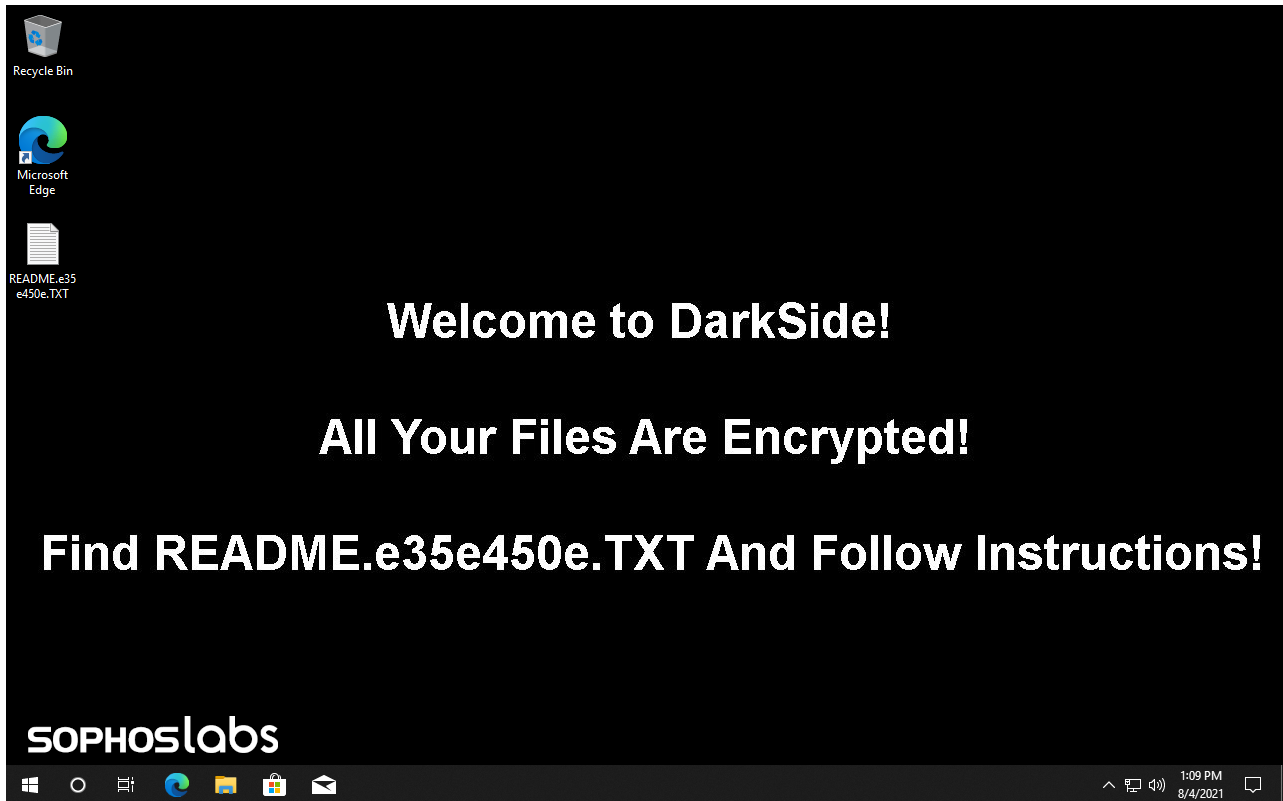 Recycle Bin
Microsoft
Edge
README.e35
e450e.TXT
Welcome to DarkSide!
All Your Files Are Encrypted!
Find README.e35e450e.TXT And Follow Instructions!
SOPHOSlabs
1:09 PM
8/4/2021